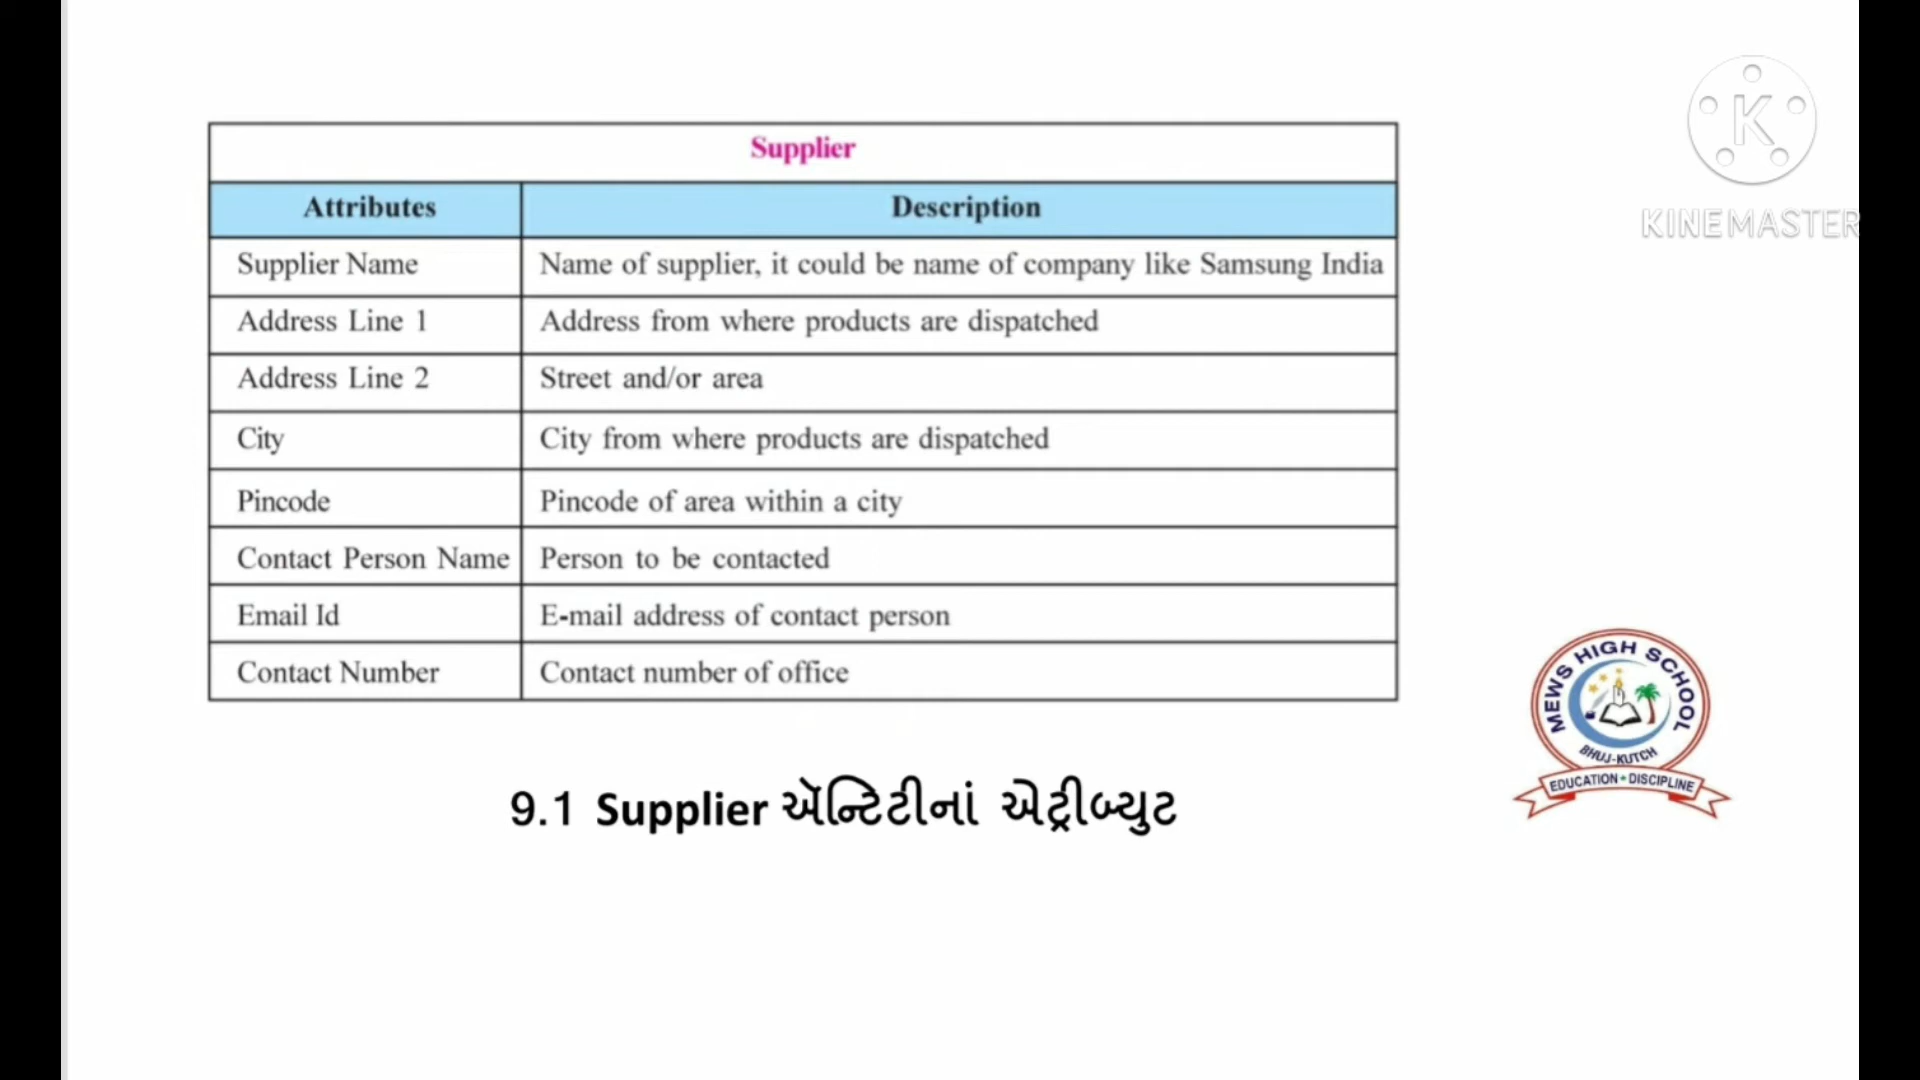 Supplier
Attributes Description
Supplier Name Name of supplier, it could be name of company like Samsung India
Address Line 1 Address from where products are dispatched
Address Line 2 Street and/or area
City City from where products are dispatched
Pincode Pincode of area within a city
Contact Person Name Person to be contacted
Email Id E-mail address of contact person
Contact Number Contact number of office
9.1 Supplier ઍન્ટિટીનાં એટ્રીબ્યુટ
K
KINEMASTER
MEWS HIGH SCHOOL
BHUJ-KUTCH
EDUCATION • DISCIPLINE